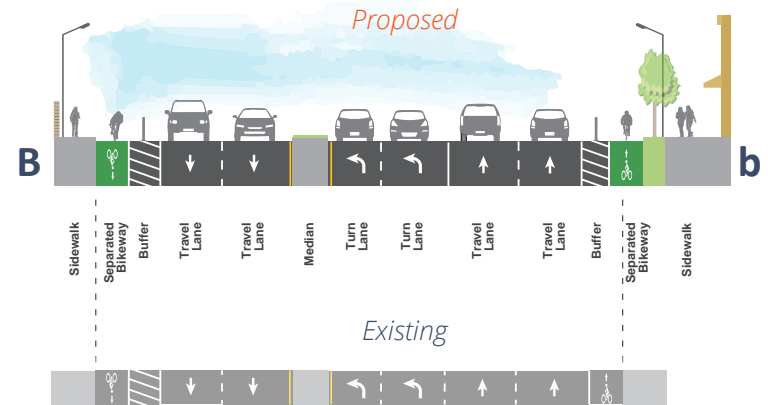 Proposed
B
b
Sidewalk
Separated
Bikeway
Buffer
Travel
Lane
Travel
Lane
Median
Turn
Lane
Turn
Lane
Travel
Lane
Travel
Lane
Buffer
Separated
Bikeway
Sidewalk
Existing